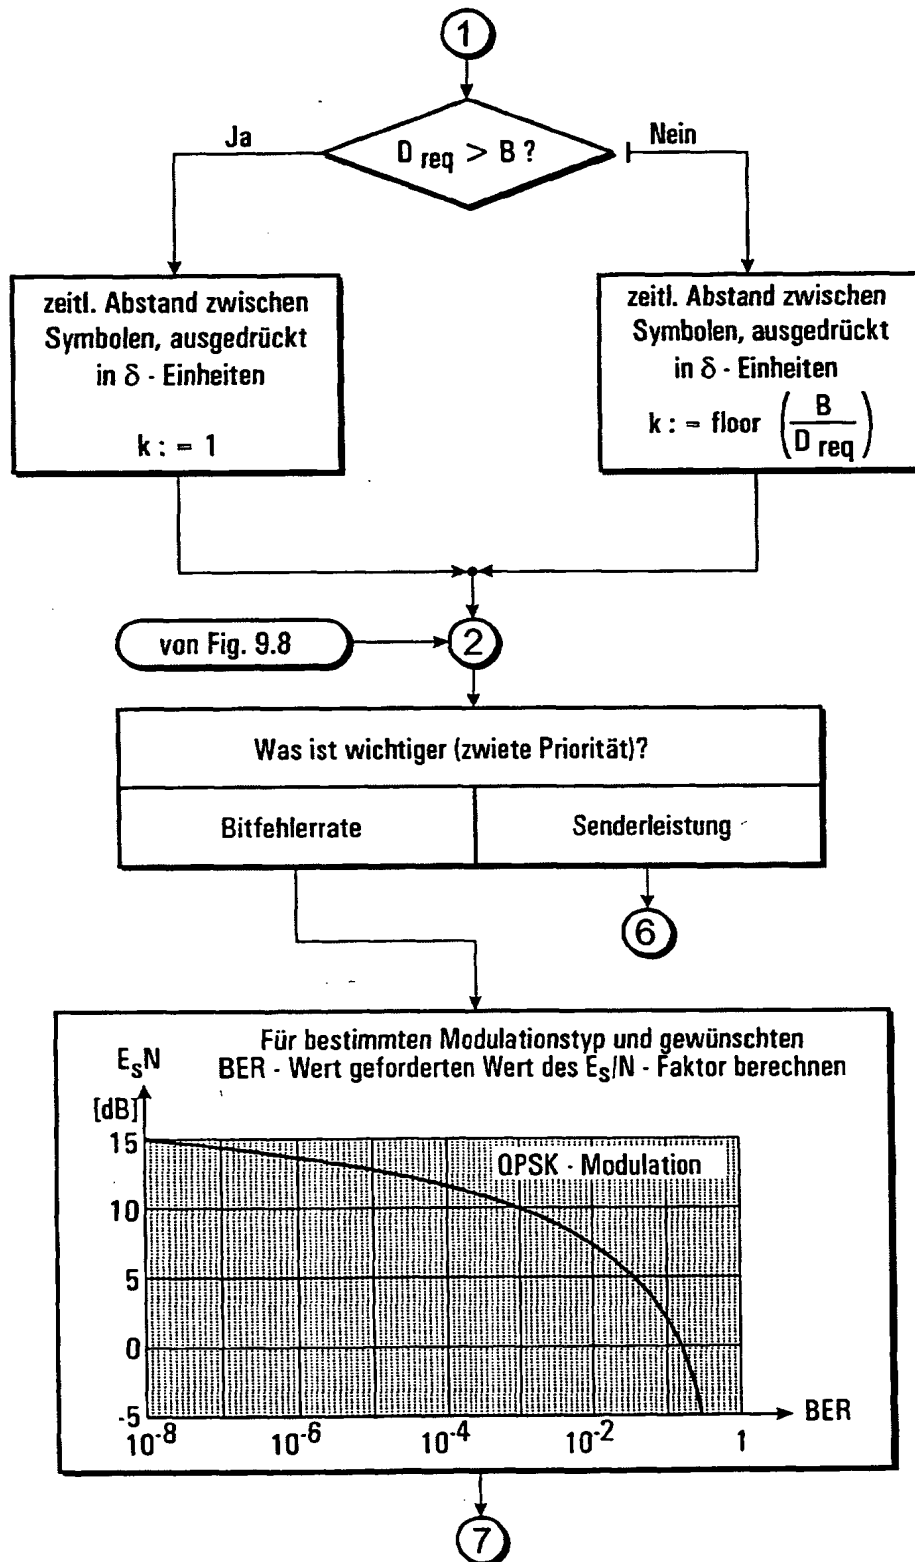 1
D req > B ?
Ja
Nein
zeitl. Abstand zwischen
Symbolen, ausgedrückt
in δ - Einheiten
k : = 1
zeitl. Abstand zwischen
Symbolen, ausgedrückt
in δ - Einheiten
k : = floor (B / D req)
von Fig. 9.8
2
Was ist wichtiger (zwiete Priorität)?
Bitfehlerrate
Senderleistung
6
Für bestimmten Modulationstyp und gewünschten
BER - Wert geforderten Wert des Es/N - Faktor berechnen
EsN
[dB]
15
10
5
0
-5
QPSK - Modulation
BER
10^-8
10^-6
10^-4
10^-2
1
7